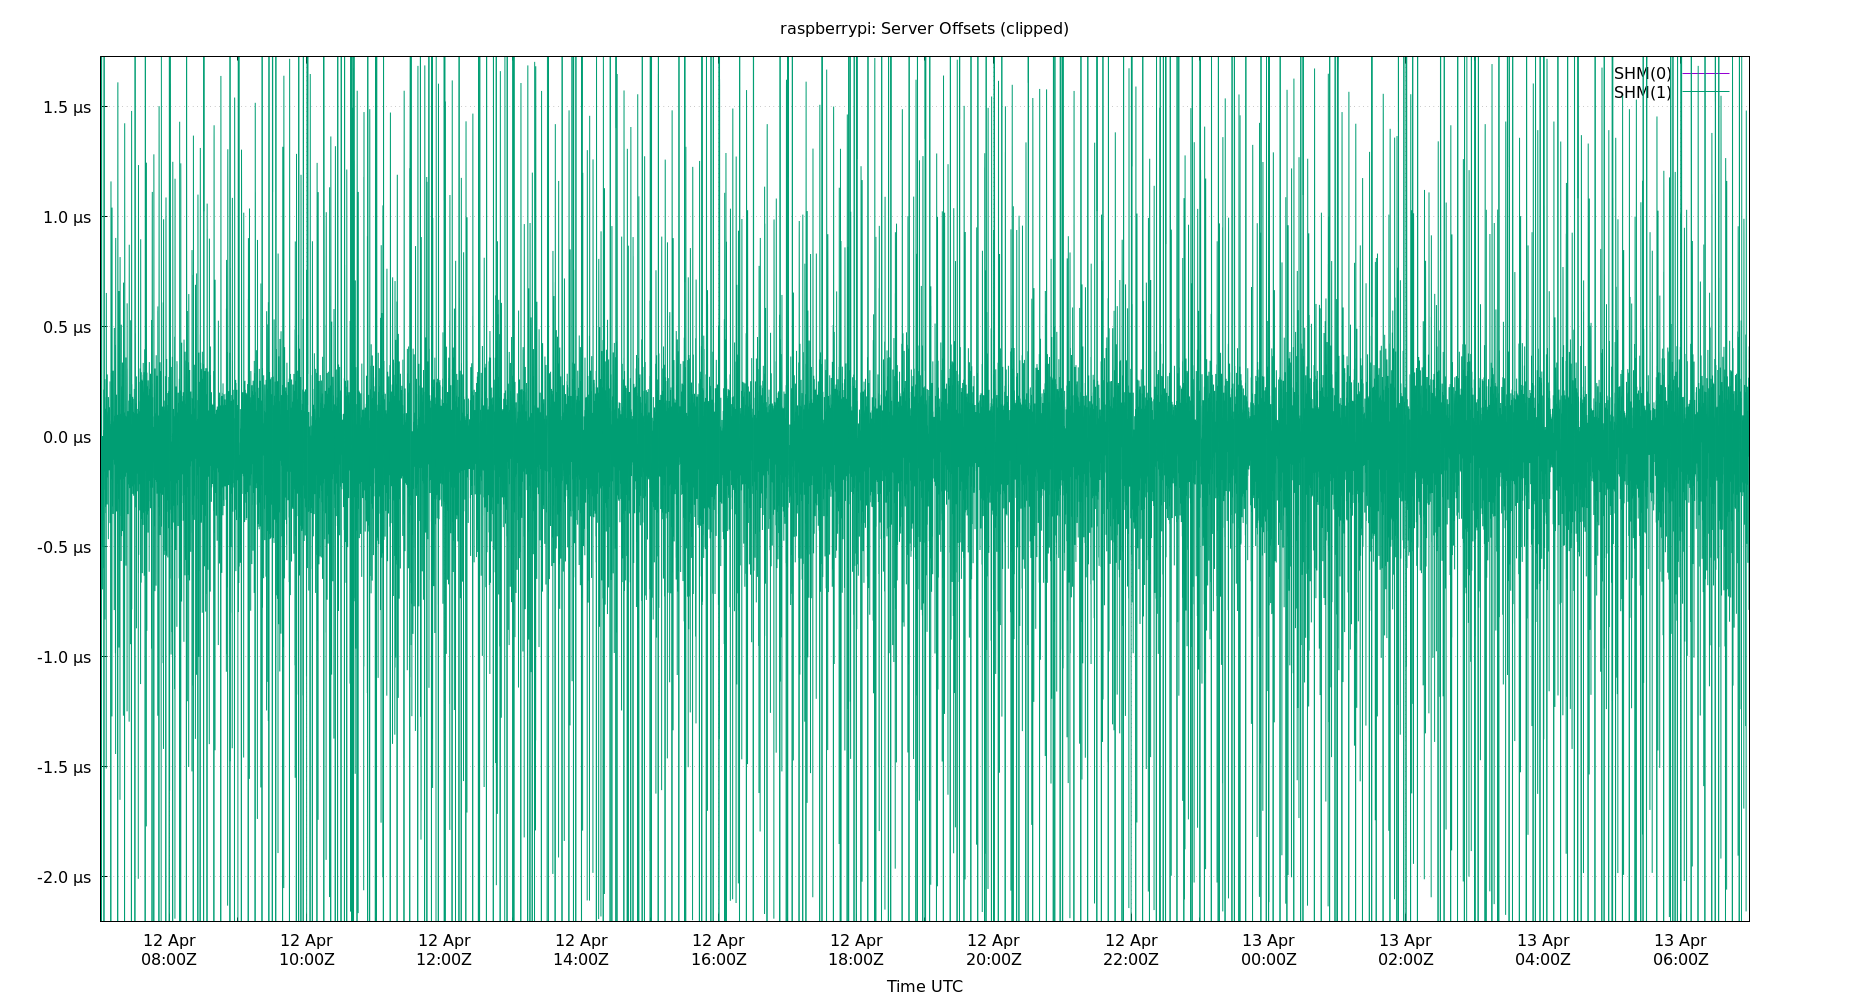 raspberrypi: Server Offsets (clipped)
SHM(0)
SHM(1)
1.5 µs
1.0 µs
0.5 µs
0.0 µs
-0.5 µs
-1.0 µs
-1.5 µs
-2.0 µs
12 Apr 12 Apr 12 Apr 12 Apr 12 Apr 12 Apr 12 Apr 12 Apr 13 Apr 13 Apr 13 Apr 13 Apr
08:00Z 10:00Z 12:00Z 14:00Z 16:00Z 18:00Z 20:00Z 22:00Z 00:00Z 02:00Z 04:00Z 06:00Z
Time UTC